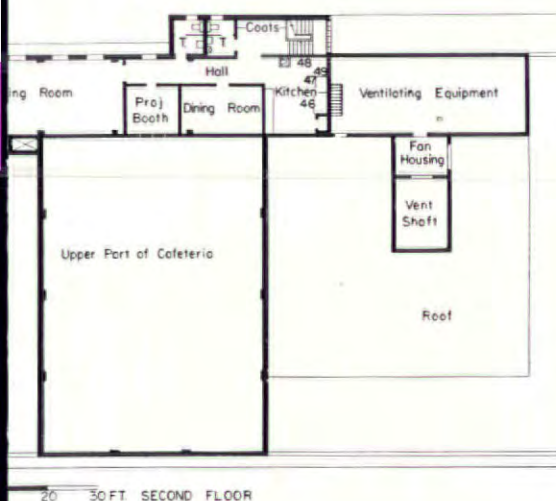 Coats
T
T
48
Hall
49
47
ing Room
Proj
Booth
Dining Room
Kitchen
46
Ventilating Equipment
Fan
Housing
Vent
Shaft
Upper Part of Cafeteria
Roof
20 30 FT. SECOND FLOOR